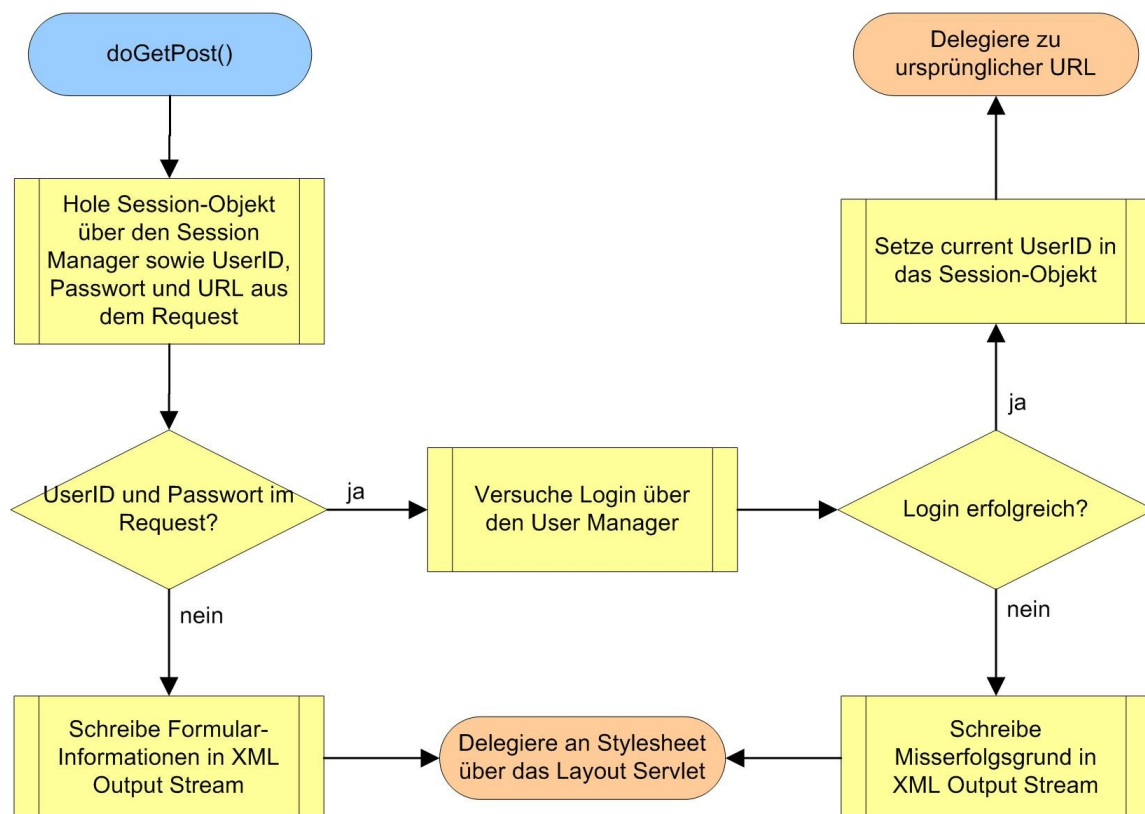 doGetPost()
Hole Session-Objekt
über den Session
Manager sowie UserID,
Passwort und URL aus
dem Request
UserID und Passwort im
Request?
ja
Versuche Login über
den User Manager
Login erfolgreich?
ja
Setze current UserID in
das Session-Objekt
Delegiere zu
ursprünglicher URL
nein
Schreibe Formular-
Informationen in XML
Output Stream
Delegiere an Stylesheet
über das Layout Servlet
nein
Schreibe
Misserfolgsgrund in
XML Output Stream